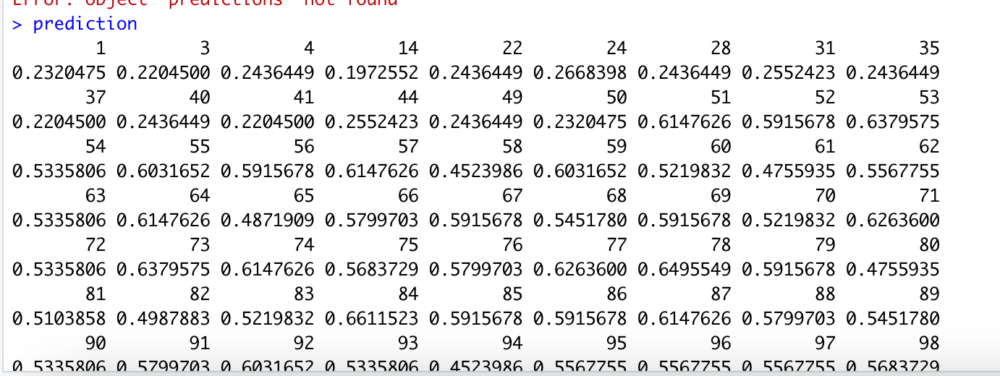 Error: object 'predictions' not found
> prediction
1 3 4 14 22 24 28 31 35
0.2320475 0.2204500 0.2436449 0.1972552 0.2436449 0.2668398 0.2436449 0.2552423 0.2436449
37 40 41 44 49 50 51 52 53
0.2204500 0.2436449 0.2204500 0.2552423 0.2436449 0.2320475 0.6147626 0.5915678 0.6379575
54 55 56 57 58 59 60 61 62
0.5335806 0.6031652 0.5915678 0.6147626 0.4523986 0.6031652 0.5219832 0.4755935 0.5567755
63 64 65 66 67 68 69 70 71
0.5335806 0.6147626 0.4871909 0.5799703 0.5915678 0.5451780 0.5915678 0.5219832 0.6263600
72 73 74 75 76 77 78 79 80
0.5335806 0.6379575 0.6147626 0.5683729 0.5799703 0.6263600 0.6495549 0.5915678 0.4755935
81 82 83 84 85 86 87 88 89
0.5103858 0.4987883 0.5219832 0.6611523 0.5915678 0.5915678 0.6147626 0.5799703 0.5451780
90 91 92 93 94 95 96 97 98
0.5335806 0.5799703 0.6031652 0.5335806 0.4523986 0.5567755 0.5567755 0.5567755 0.5683729